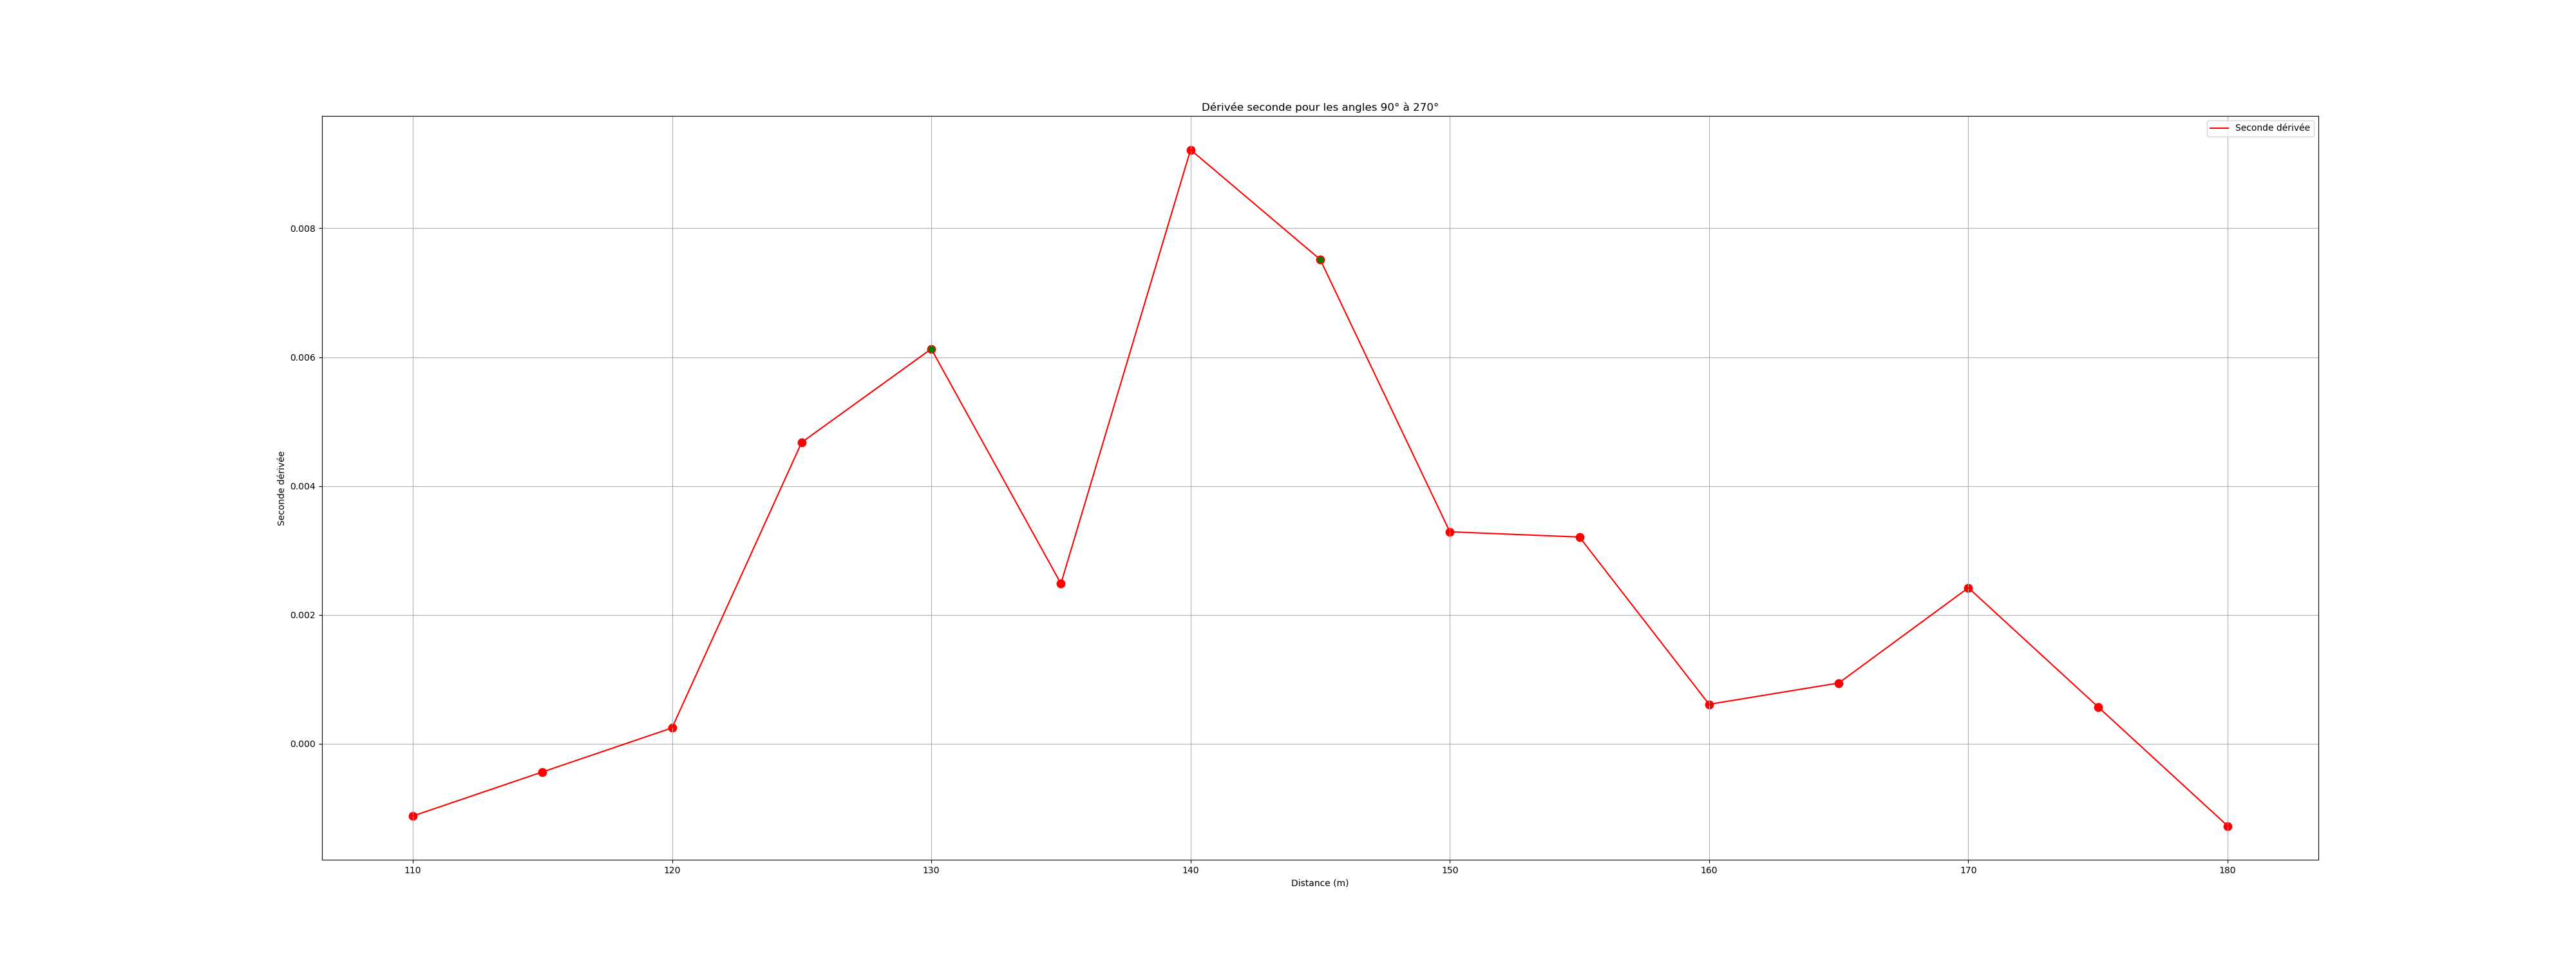 Dérivée seconde pour les angles 90° à 270°
Seconde dérivée
0.008
0.006
0.004
0.002
0.000
Seconde dérivée
110 120 130 140 150 160 170 180
Distance (m)